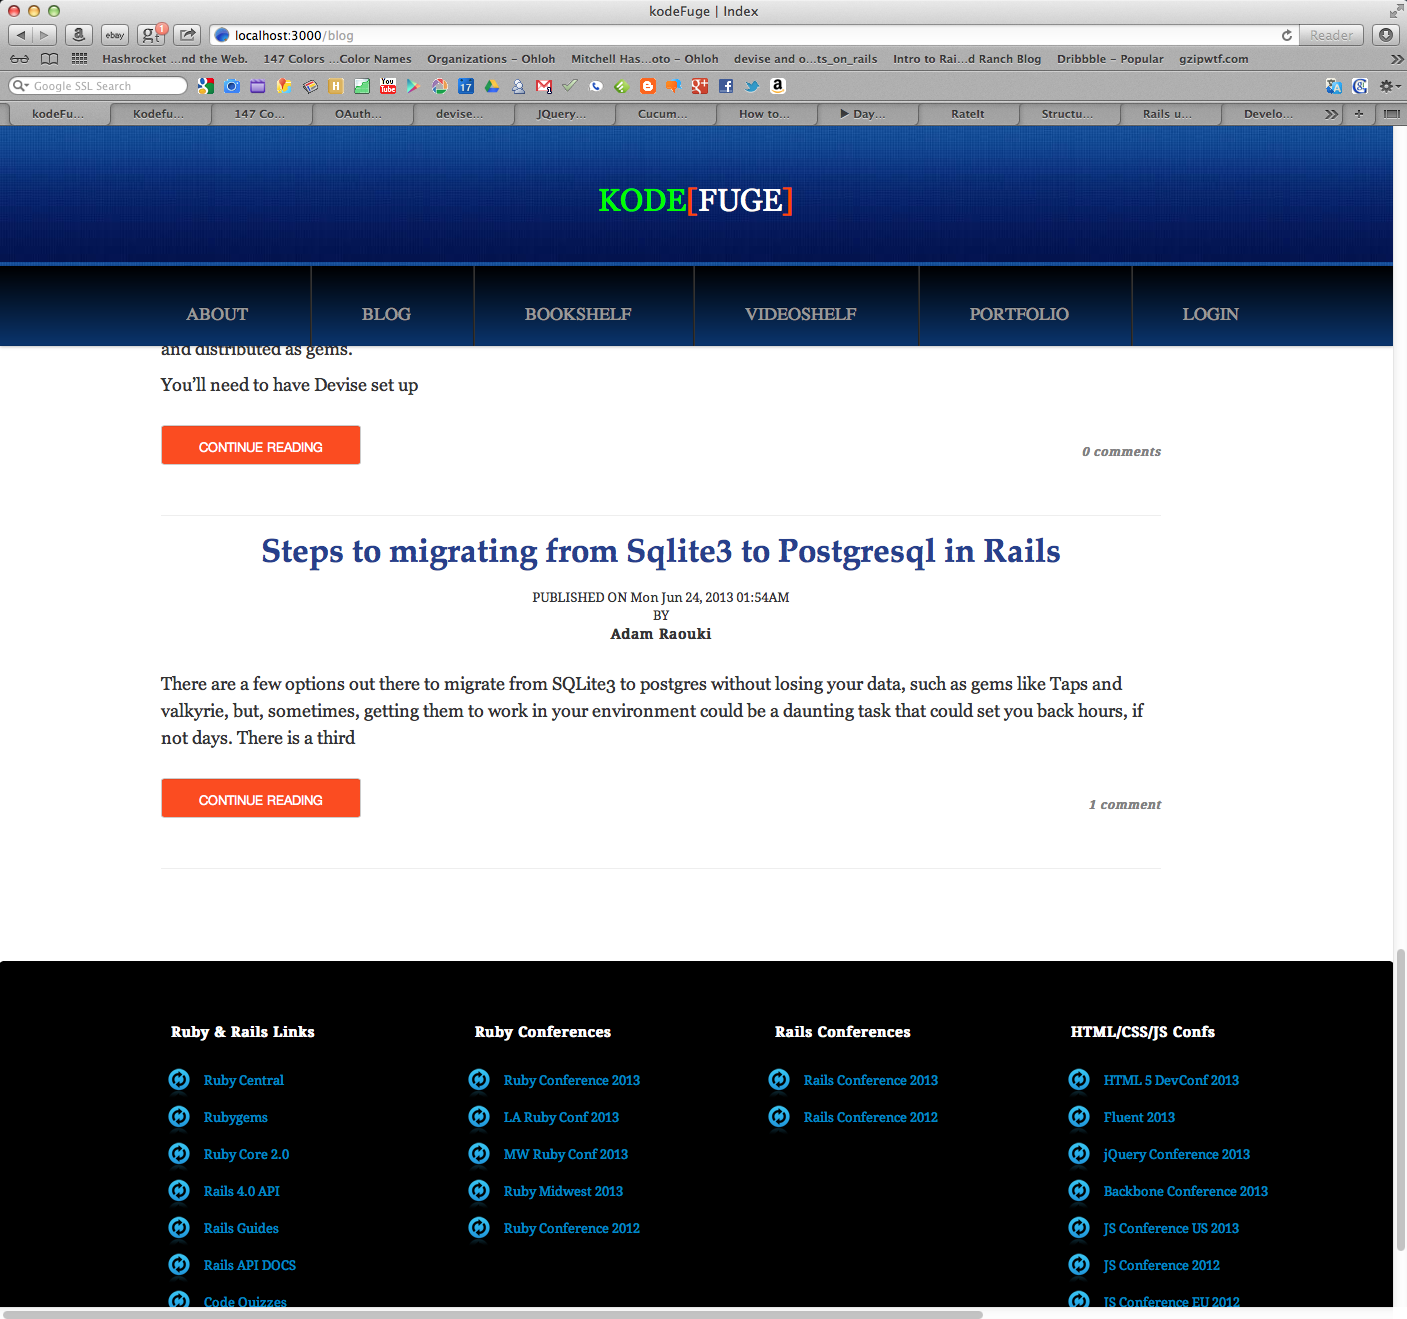 kodeFuge | Index
ebay
g t 1
localhost:3000/blog
Reader
Hashrocket ...nd the Web.
147 Colors ...Color Names
Organizations – Ohloh
Mitchell Has...oto – Ohloh
devise and o...ts_on_rails
Intro to Rai...d Ranch Blog
Dribbble – Popular
gzipwtf.com
Google SSL Search
You Tube
17
kodeFu...
Kodefu...
147 Co...
OAuth...
devise...
JQuery...
Cucum...
How to...
Day...
RateIt
Structu...
Rails u...
Develo...
KODE[FUGE]
ABOUT
BLOG
BOOKSHELF
VIDEOSHELF
PORTFOLIO
LOGIN
and distributed as gems.
You’ll need to have Devise set up
CONTINUE READING
0 comments
Steps to migrating from Sqlite3 to Postgresql in Rails
PUBLISHED ON Mon Jun 24, 2013 01:54AM
BY
Adam Raouki
There are a few options out there to migrate from SQLite3 to postgres without losing your data, such as gems like Taps and
valkyrie, but, sometimes, getting them to work in your environment could be a daunting task that could set you back hours, if
not days. There is a third
CONTINUE READING
1 comment
Ruby & Rails Links
Ruby Central
Rubygems
Ruby Core 2.0
Rails 4.0 API
Rails Guides
Rails API DOCS
Code Quizzes
Ruby Conferences
Ruby Conference 2013
LA Ruby Conf 2013
MW Ruby Conf 2013
Ruby Midwest 2013
Ruby Conference 2012
Rails Conferences
Rails Conference 2013
Rails Conference 2012
HTML/CSS/JS Confs
HTML 5 DevConf 2013
Fluent 2013
jQuery Conference 2013
Backbone Conference 2013
JS Conference US 2013
JS Conference 2012
JS Conference EU 2012